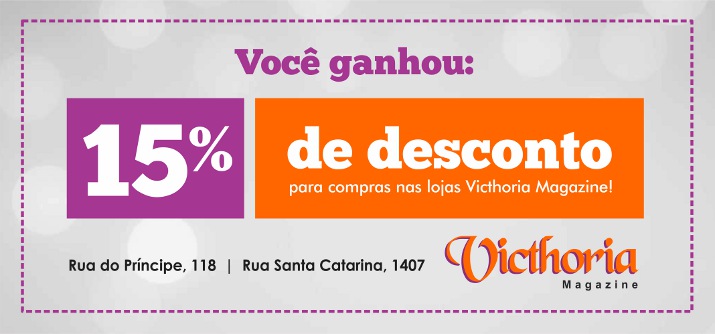 Você ganhou:
15% de desconto
para compras nas lojas Victhoria Magazine!
Rua do Príncipe, 118 | Rua Santa Catarina, 1407
Victhoria
Magazine